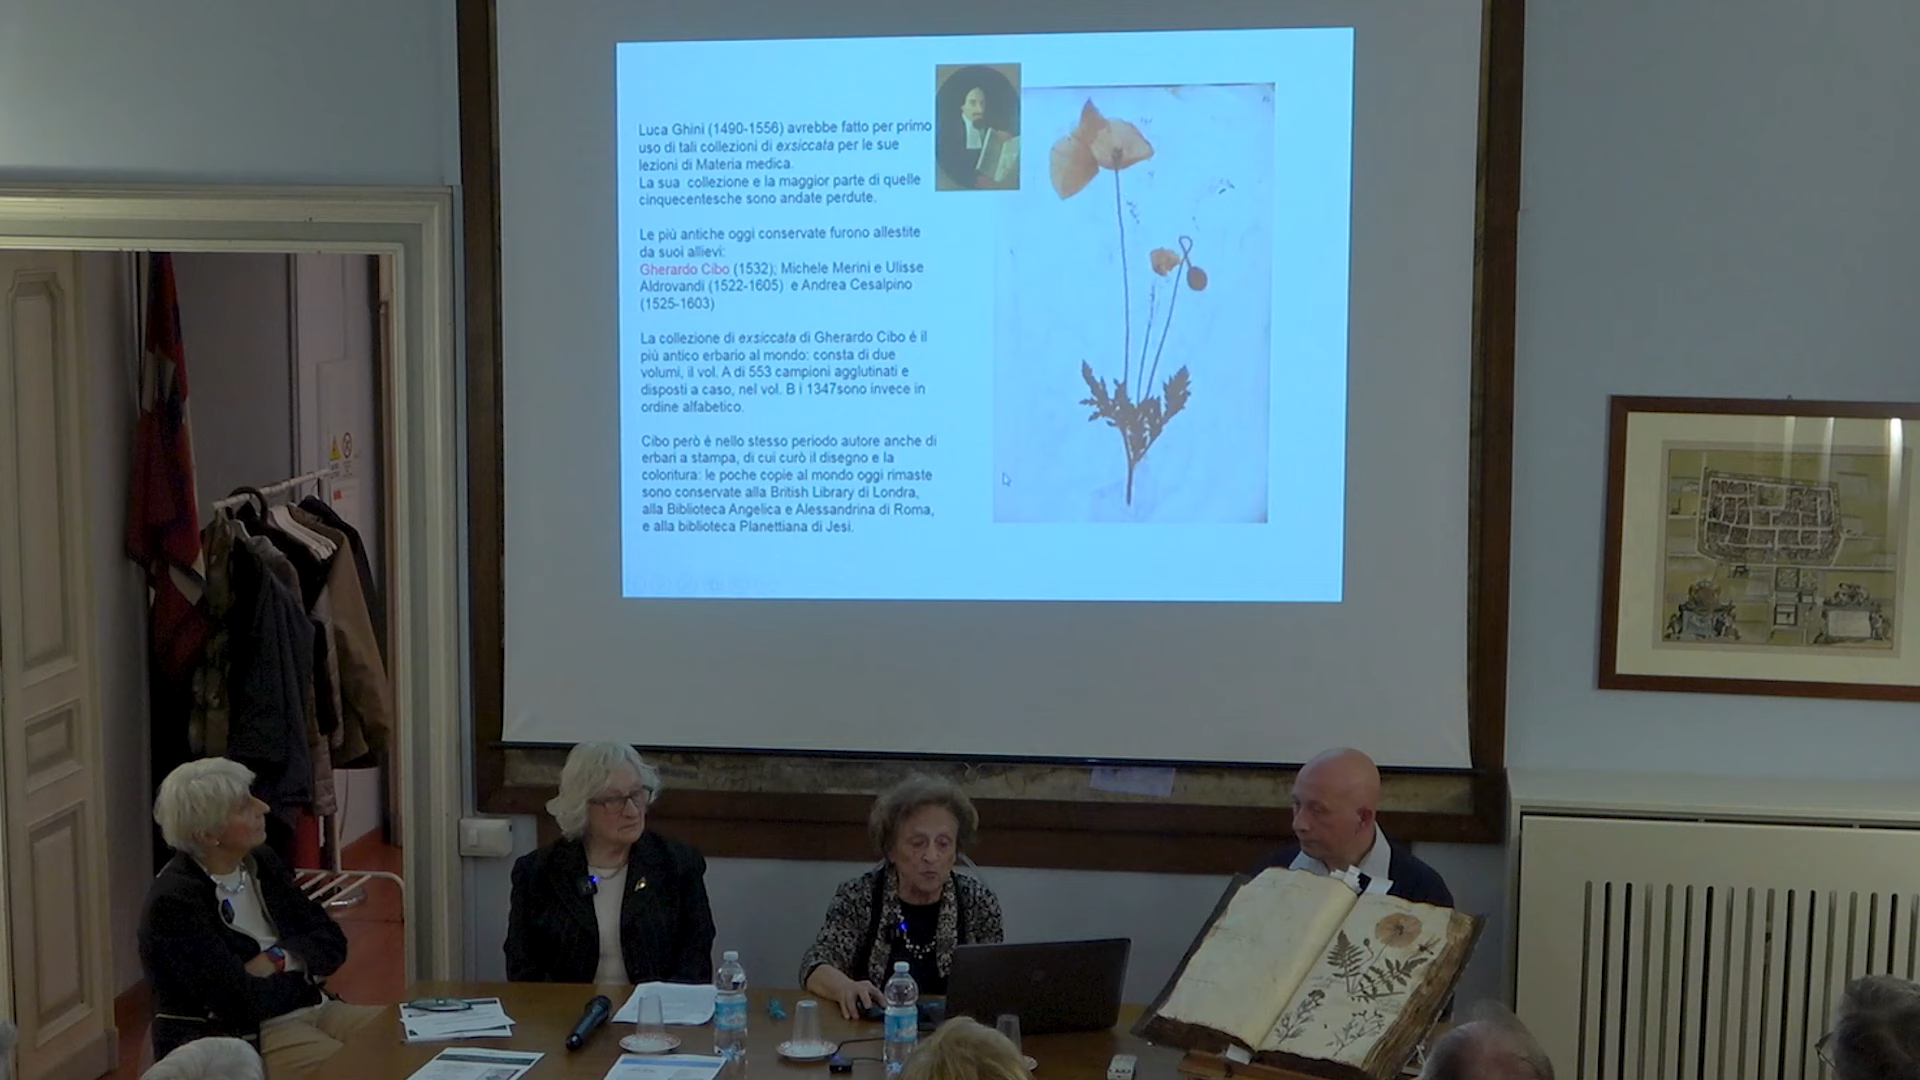 Luca Ghini (1490-1556) avrebbe fatto per primo
uso di tali collezioni di exsiccata per le sue
lezioni di Materia medica.
La sua collezione e la maggior parte di quelle
cinquecentesche sono andate perdute.
Le più antiche oggi conservate furono allestite
da suoi allievi:
Gherardo Cibo (1532); Michele Merini e Ulisse
Aldrovandi (1522-1605) e Andrea Cesalpino
(1525-1603)
La collezione di exsiccata di Gherardo Cibo é il
più antico erbario al mondo: consta di due
volumi, il vol. A di 553 campioni agglutinati e
disposti a caso, nel vol. B i 1347sono invece in
ordine alfabetico.
Cibo però è nello stesso periodo autore anche di
erbari a stampa, di cui curò il disegno e la
coloritura: le poche copie al mondo oggi rimaste
sono conservate alla British Library di Londra,
alla Biblioteca Angelica e Alessandrina di Roma,
e alla biblioteca Planettiana di Jesi.